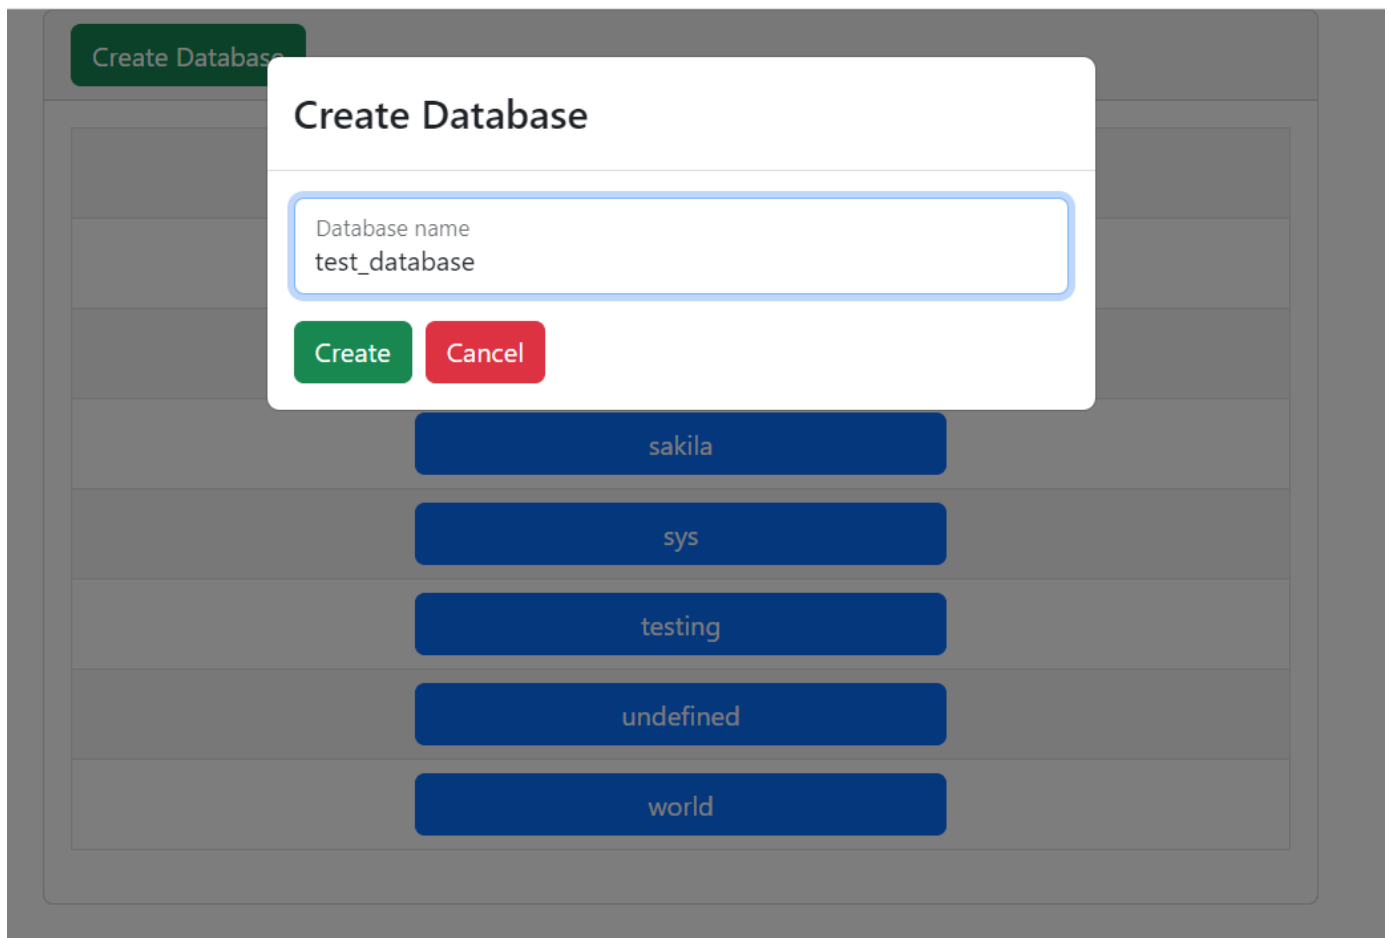 Create Database
Create Database
Database name
test_database
Create Cancel
sakila
sys
testing
undefined
world